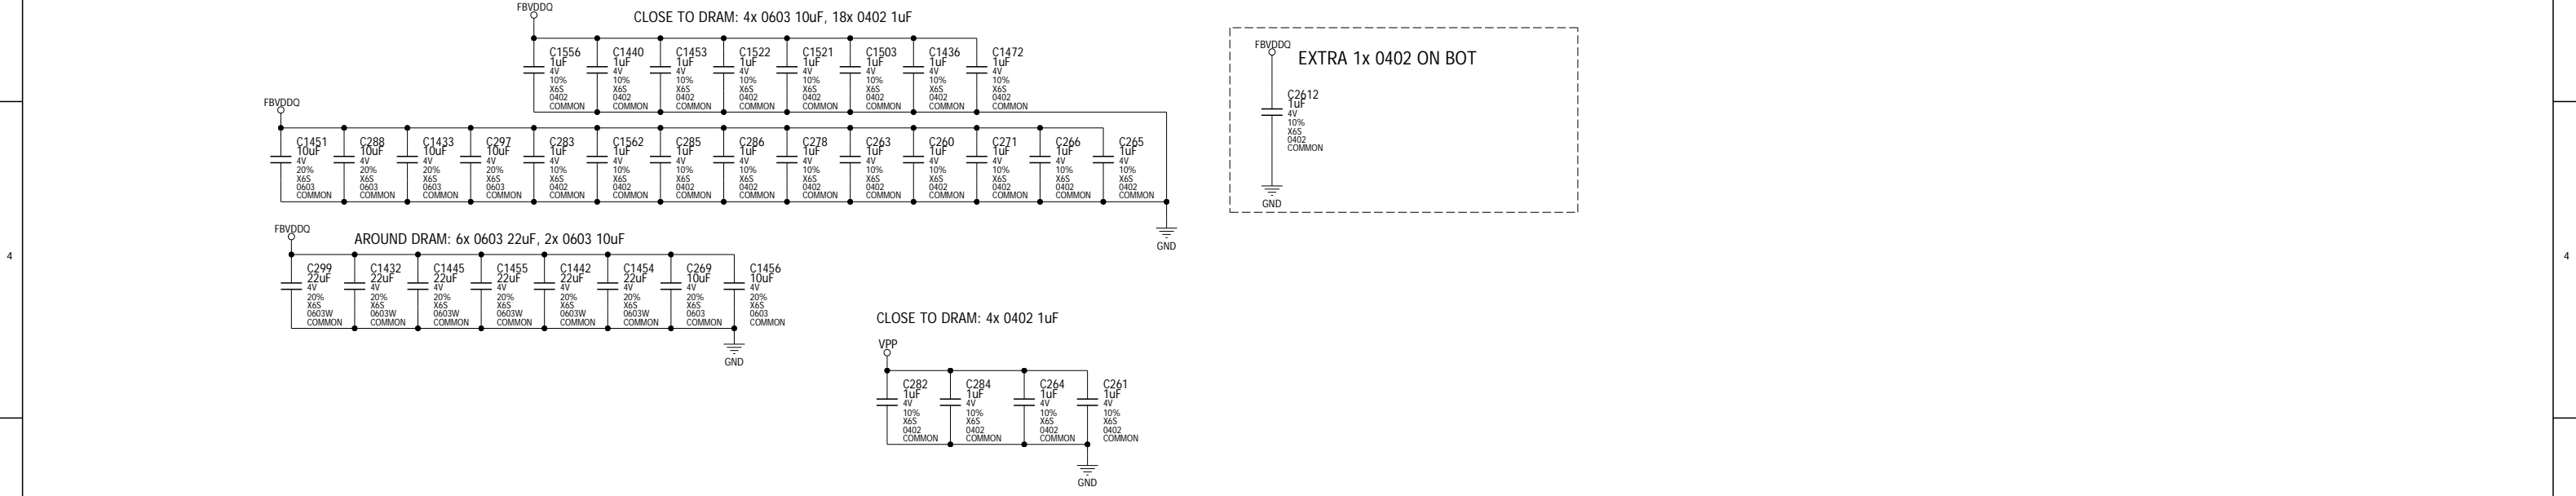 FBVDDQ
CLOSE TO DRAM: 4x 0603 10uF, 18x 0402 1uF
C1556 C1440 C1453 C1522 C1521 C1503 C1436 C1472
1uF 1uF 1uF 1uF 1uF 1uF 1uF 1uF
4V 4V 4V 4V 4V 4V 4V 4V
10% 10% 10% 10% 10% 10% 10% 10%
X6S X6S X6S X6S X6S X6S X6S X6S
0402 0402 0402 0402 0402 0402 0402 0402
COMMON COMMON COMMON COMMON COMMON COMMON COMMON COMMON
FBVDDQ
C1451 C288 C1433 C297 C283 C1562 C285 C286 C278 C263 C260 C271 C266 C265
10uF 10uF 10uF 10uF 1uF 1uF 1uF 1uF 1uF 1uF 1uF 1uF 1uF 1uF
4V 4V 4V 4V 4V 4V 4V 4V 4V 4V 4V 4V 4V 4V
20% 20% 20% 20% 10% 10% 10% 10% 10% 10% 10% 10% 10% 10%
X6S X6S X6S X6S X6S X6S X6S X6S X6S X6S X6S X6S X6S X6S
0603 0603 0603 0603 0402 0402 0402 0402 0402 0402 0402 0402 0402 0402
COMMON COMMON COMMON COMMON COMMON COMMON COMMON COMMON COMMON COMMON COMMON COMMON COMMON COMMON
GND
FBVDDQ
EXTRA 1x 0402 ON BOT
C2612
1uF
4V
10%
X6S
0402
COMMON
GND
FBVDDQ
AROUND DRAM: 6x 0603 22uF, 2x 0603 10uF
C299 C1432 C1445 C1455 C1442 C1454 C269 C1456
22uF 22uF 22uF 22uF 22uF 22uF 10uF 10uF
4V 4V 4V 4V 4V 4V 4V 4V
20% 20% 20% 20% 20% 20% 20% 20%
X6S X6S X6S X6S X6S X6S X6S X6S
0603W 0603W 0603W 0603W 0603W 0603W 0603 0603
COMMON COMMON COMMON COMMON COMMON COMMON COMMON COMMON
GND
4
4
CLOSE TO DRAM: 4x 0402 1uF
VPP
C282 C284 C264 C261
1uF 1uF 1uF 1uF
4V 4V 4V 4V
10% 10% 10% 10%
X6S X6S X6S X6S
0402 0402 0402 0402
COMMON COMMON COMMON COMMON
GND